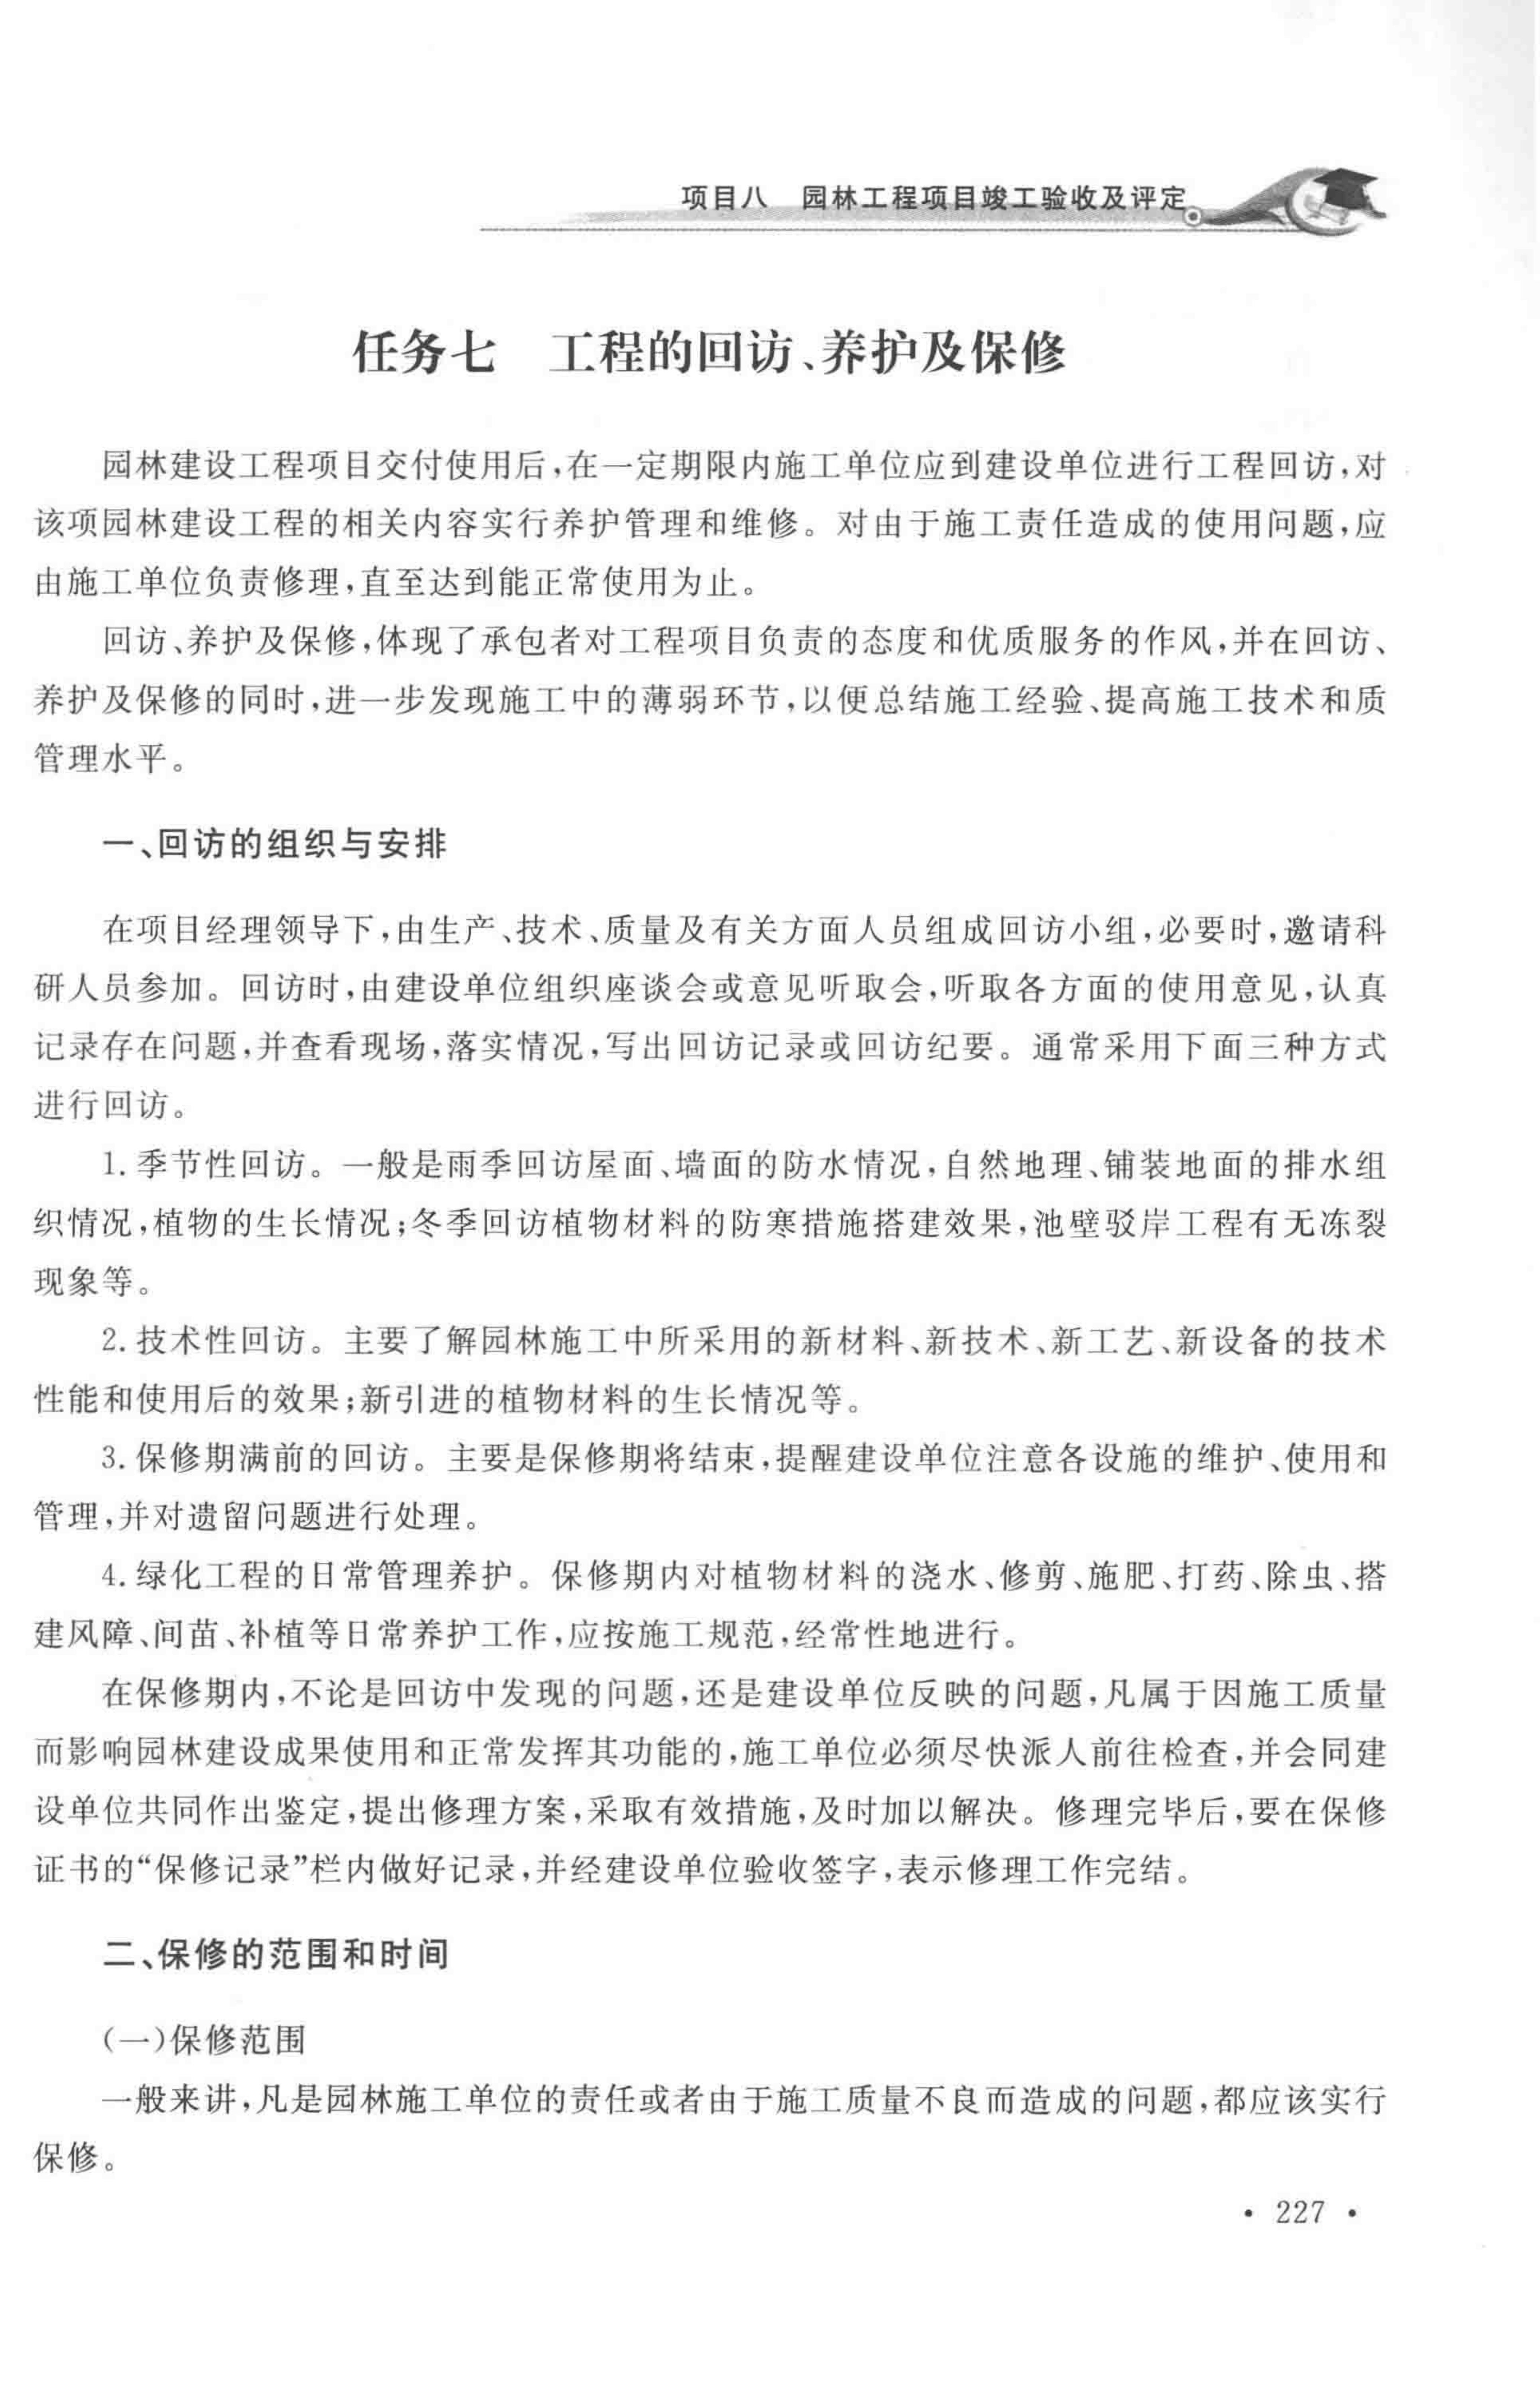 项目八 园林工程项目竣工验收及评定
任务七 工程的回访、养护及保修
园林建设工程项目交付使用后,在一定期限内施工单位应到建设单位进行工程回访,对
该项园林建设工程的相关内容实行养护管理和维修。对由于施工责任造成的使用问题,应
由施工单位负责修理,直至达到能正常使用为止。
回访、养护及保修,体现了承包者对工程项目负责的态度和优质服务的作风,并在回访、
养护及保修的同时,进一步发现施工中的薄弱环节,以便总结施工经验、提高施工技术和质
管理水平。
一、回访的组织与安排
在项目经理领导下,由生产、技术、质量及有关方面人员组成回访小组,必要时,邀请科
研人员参加。回访时,由建设单位组织座谈会或意见听取会,听取各方面的使用意见,认真
记录存在问题,并查看现场,落实情况,写出回访记录或回访纪要。通常采用下面三种方式
进行回访。
1. 季节性回访。一般是雨季回访屋面、墙面的防水情况,自然地理、铺装地面的排水组
织情况,植物的生长情况;冬季回访植物材料的防寒措施搭建效果,池壁驳岸工程有无冻裂
现象等。
2. 技术性回访。主要了解园林施工中所采用的新材料、新技术、新工艺、新设备的技术
性能和使用后的效果;新引进的植物材料的生长情况等。
3. 保修期满前的回访。主要是保修期将结束,提醒建设单位注意各设施的维护、使用和
管理,并对遗留问题进行处理。
4. 绿化工程的日常管理养护。保修期内对植物材料的浇水、修剪、施肥、打药、除虫、搭
建风障、间苗、补植等日常养护工作,应按施工规范,经常性地进行。
在保修期内,不论是回访中发现的问题,还是建设单位反映的问题,凡属于因施工质量
而影响园林建设成果使用和正常发挥其功能的,施工单位必须尽快派人前往检查,并会同建
设单位共同作出鉴定,提出修理方案,采取有效措施,及时加以解决。修理完毕后,要在保修
证书的“保修记录”栏内做好记录,并经建设单位验收签字,表示修理工作完结。
二、保修的范围和时间
(一)保修范围
一般来讲,凡是园林施工单位的责任或者由于施工质量不良而造成的问题,都应该实行
保修。
• 227 •